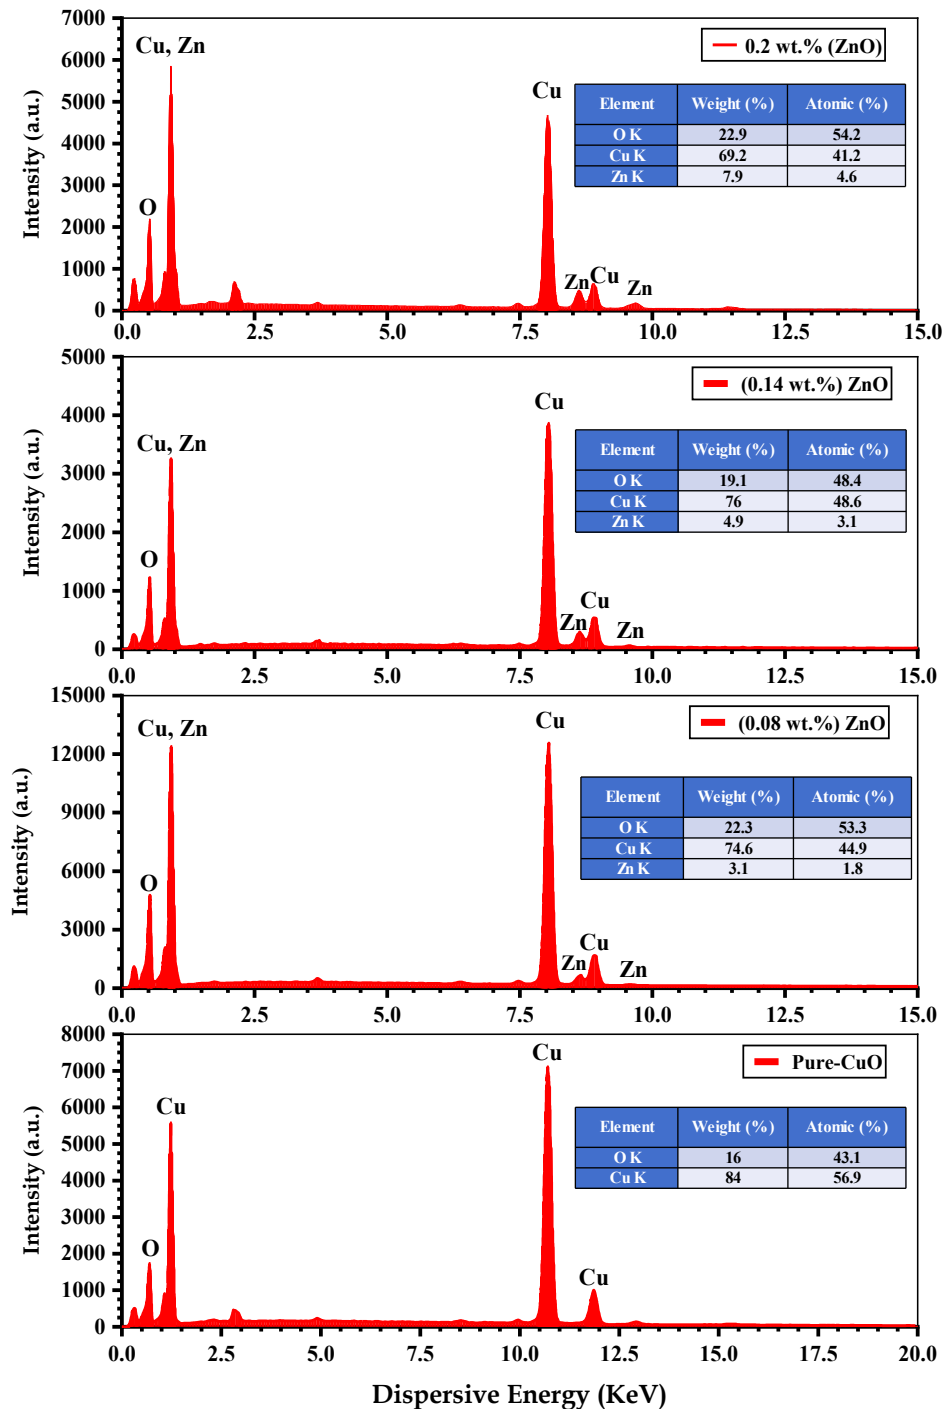 7000
6000
5000
4000
3000
2000
1000
0
Intensity (a.u.)
Cu, Zn
O
Cu
Zn
Cu
Zn
0.2 wt.% (ZnO)
Element Weight (%) Atomic (%)
O K 22.9 54.2
Cu K 69.2 41.2
Zn K 7.9 4.6
0.0 2.5 5.0 7.5 10.0 12.5 15.0
5000
4000
3000
2000
1000
0
Intensity (a.u.)
Cu, Zn
O
Cu
Zn
Cu
Zn
(0.14 wt.%) ZnO
Element Weight (%) Atomic (%)
O K 19.1 48.4
Cu K 76 48.6
Zn K 4.9 3.1
0.0 2.5 5.0 7.5 10.0 12.5 15.0
15000
12000
9000
6000
3000
0
Intensity (a.u.)
Cu, Zn
O
Cu
Zn
Cu
Zn
(0.08 wt.%) ZnO
Element Weight (%) Atomic (%)
O K 22.3 53.3
Cu K 74.6 44.9
Zn K 3.1 1.8
0.0 2.5 5.0 7.5 10.0 12.5 15.0
8000
7000
6000
5000
4000
3000
2000
1000
0
Intensity (a.u.)
Cu
O
Cu
Cu
Pure-CuO
Element Weight (%) Atomic (%)
O K 16 43.1
Cu K 84 56.9
0.0 2.5 5.0 7.5 10.0 12.5 15.0 17.5 20.0
Dispersive Energy (KeV)